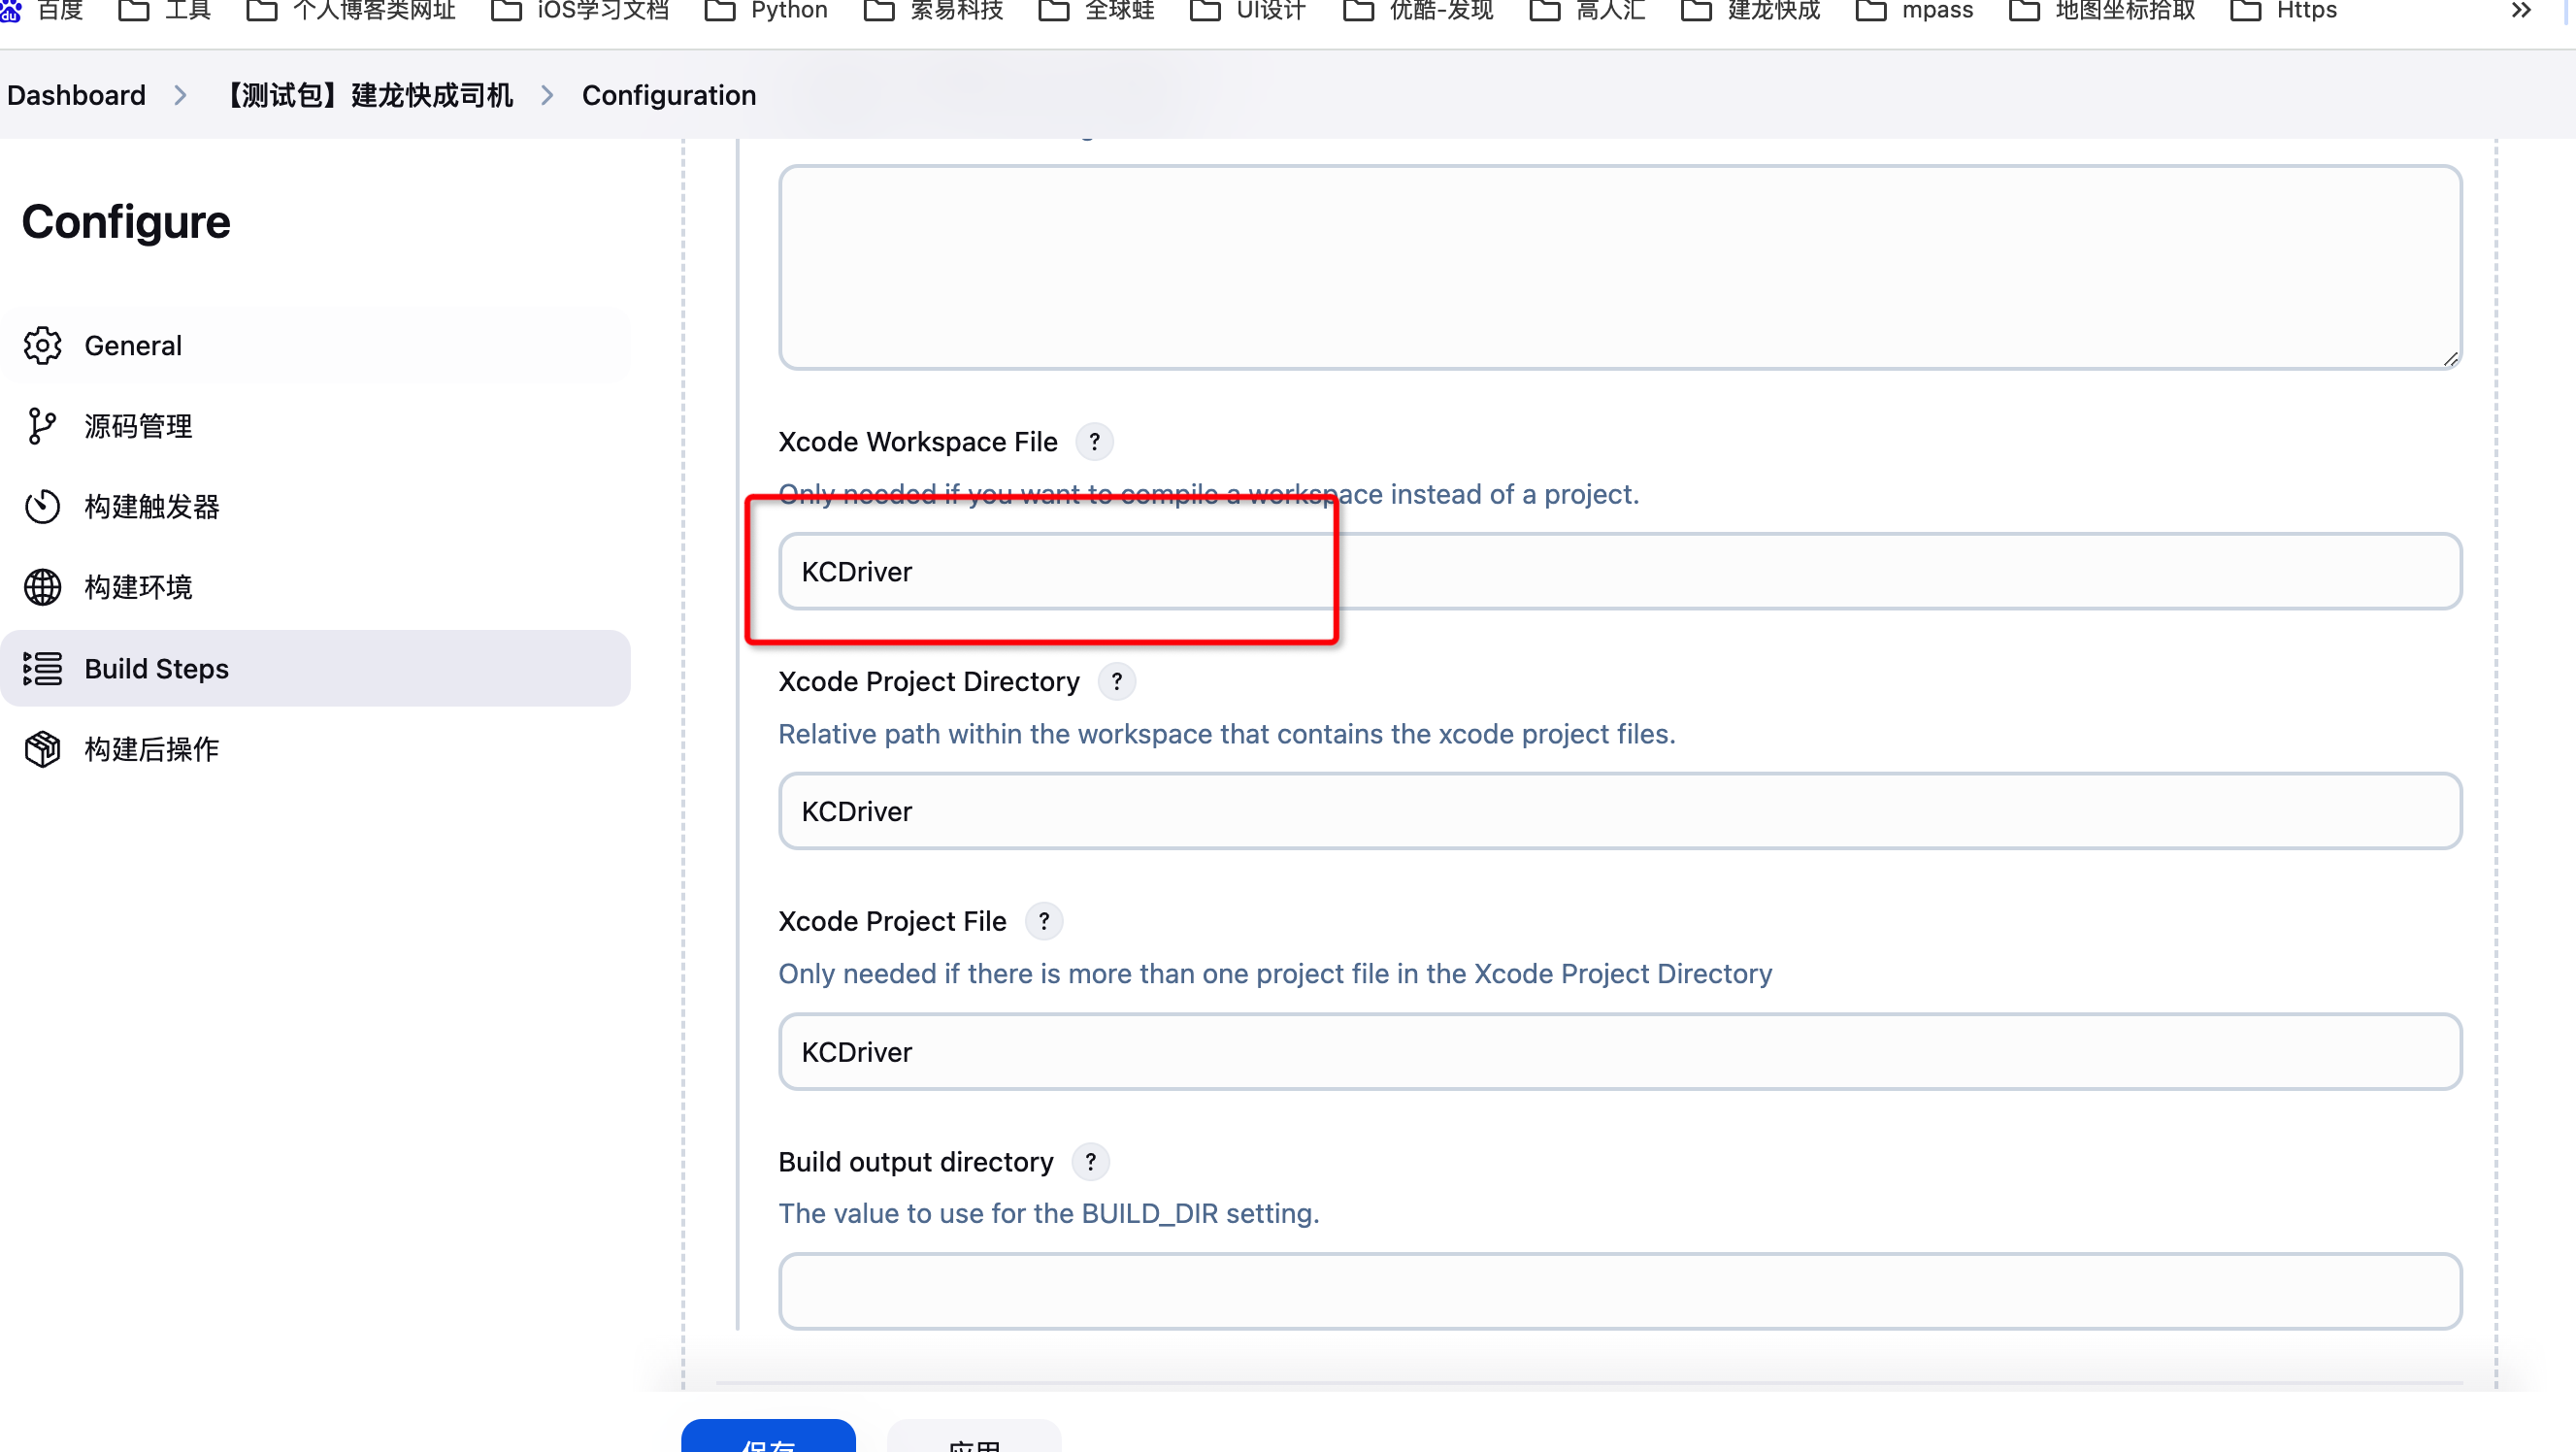 百度 工具 个人博客类网址 iOS学习文档 Python 索易科技 全球蛙 UI设计 优酷-发现 高人汇 建龙快成 mpass 地图坐标拾取 Https »
Dashboard > 【测试包】建龙快成司机 > Configuration
Configure
General
源码管理
构建触发器
构建环境
Build Steps
构建后操作
Xcode Workspace File ?
Only needed if you want to compile a workspace instead of a project.
KCDriver
Xcode Project Directory ?
Relative path within the workspace that contains the xcode project files.
KCDriver
Xcode Project File ?
Only needed if there is more than one project file in the Xcode Project Directory
KCDriver
Build output directory ?
The value to use for the BUILD_DIR setting.
保存 应用